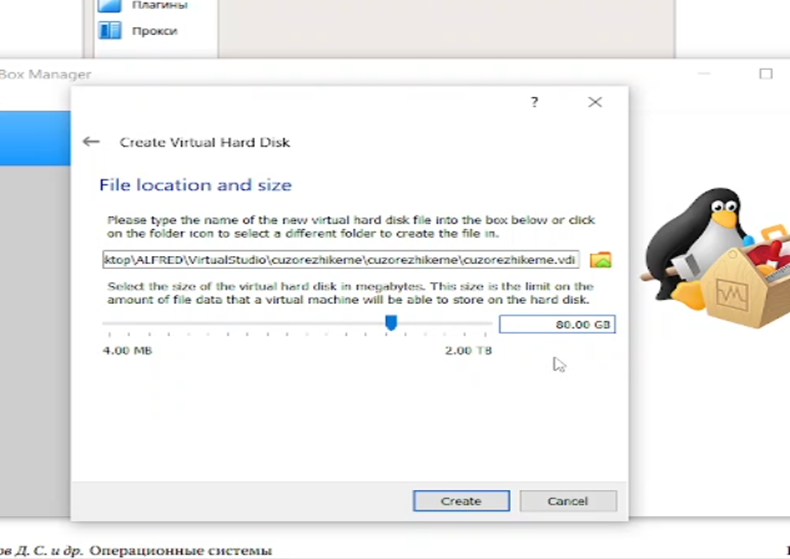 Плагины
Прокси
Box Manager
?
Create Virtual Hard Disk
File location and size
Please type the name of the new virtual hard disk file into the box below or click
on the folder icon to select a different folder to create the file in.
ktop\ALFRED\VirtualStudio\cuzorezhikeme\cuzorezhikeme\cuzorezhikeme.vdi
Select the size of the virtual hard disk in megabytes. This size is the limit on the
amount of file data that a virtual machine will be able to store on the hard disk.
80.00 GB
4.00 MB 2.00 TB
Create Cancel
ов Д. С. и др. Операционные системы